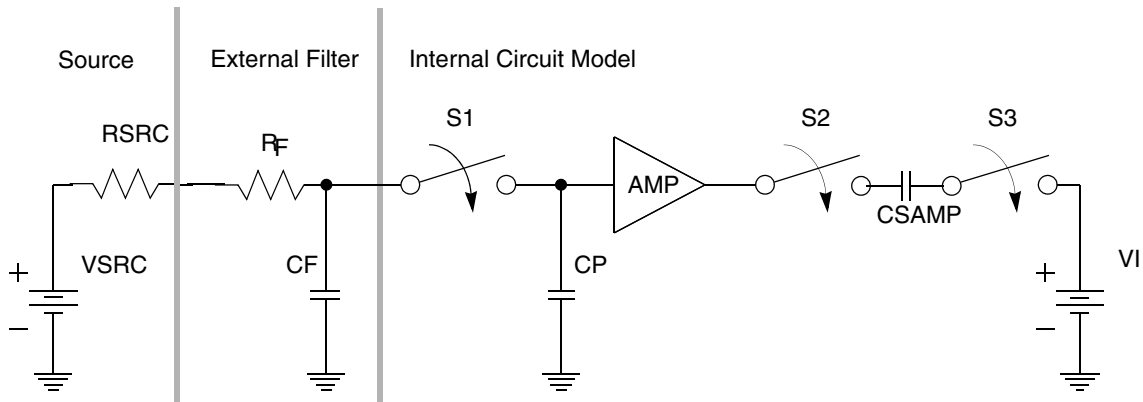 Source
External Filter
Internal Circuit Model
RSRC
RF
S1
S2
S3
AMP
CSAMP
VSRC
CF
CP
VI
+
−
+
−